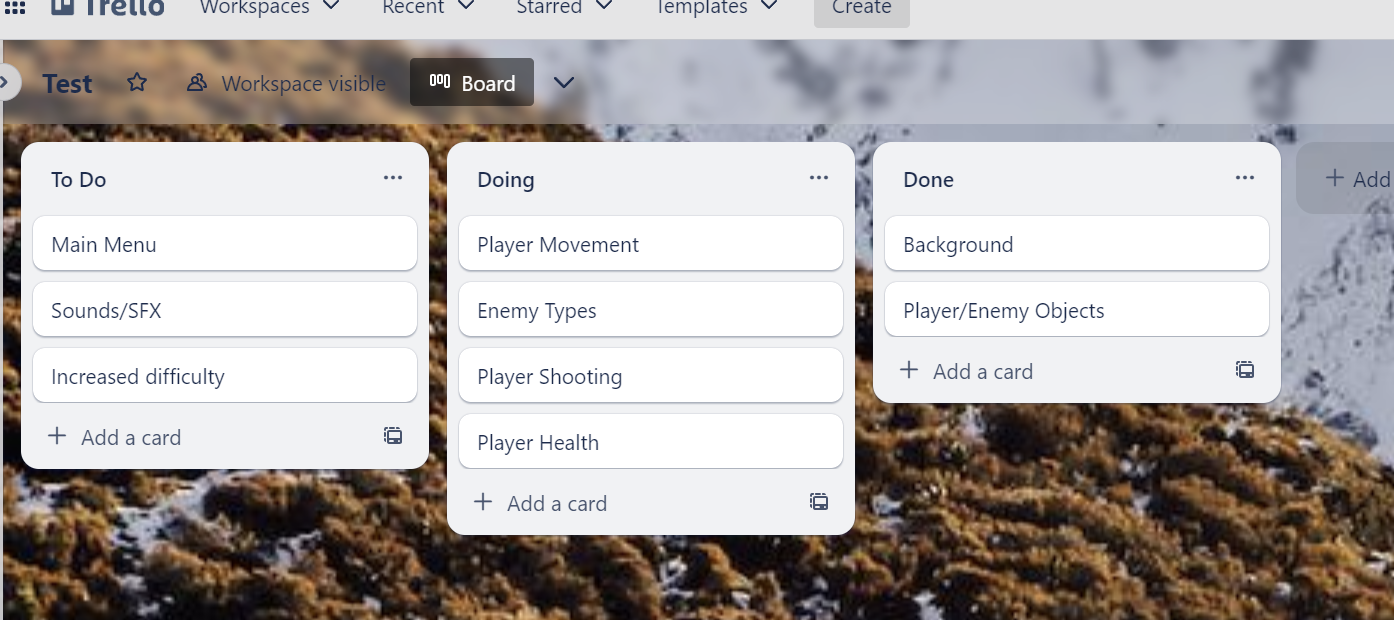 Trello Workspaces Recent Starred Templates Create
Test Workspace visible Board
To Do
Main Menu
Sounds/SFX
Increased difficulty
Add a card
Doing
Player Movement
Enemy Types
Player Shooting
Player Health
Add a card
Done
Background
Player/Enemy Objects
Add a card
Add